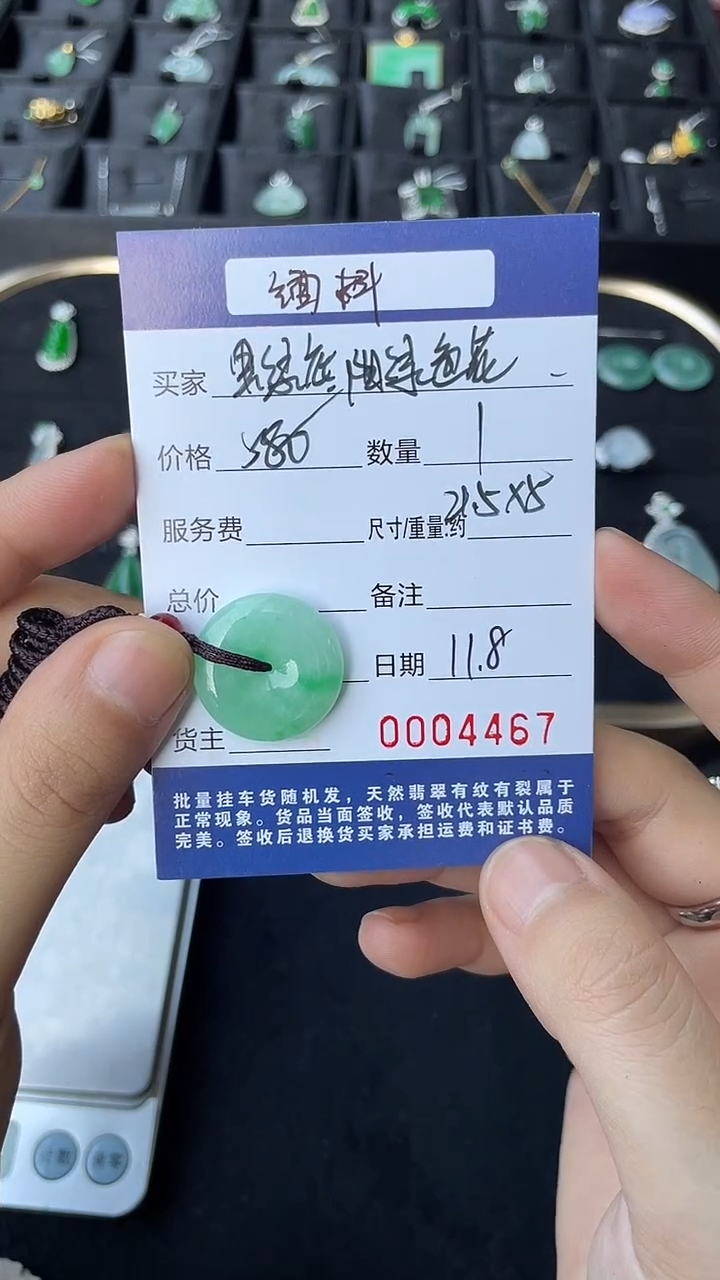 缅料
买家
价格 580 数量 1
服务费 尺寸/重量:约 21.5×5
总价 备注
日期 11.8
货主 0004467
批量挂车货随机发，天然翡翠有纹有裂属于
正常现象。货品当面签收，签收代表默认品质
完美。签收后退换货买家承担运费和证书费。